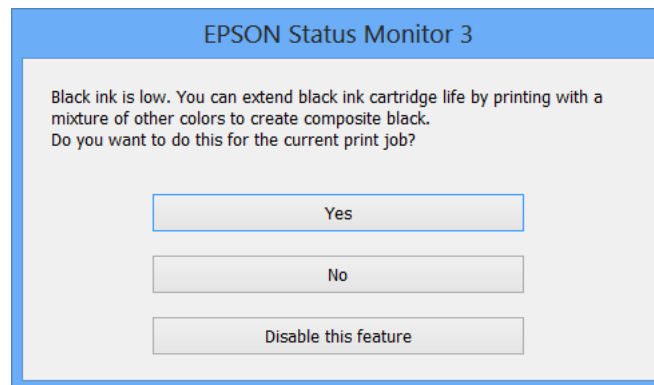 EPSON Status Monitor 3
Black ink is low. You can extend black ink cartridge life by printing with a
mixture of other colors to create composite black.
Do you want to do this for the current print job?
Yes
No
Disable this feature